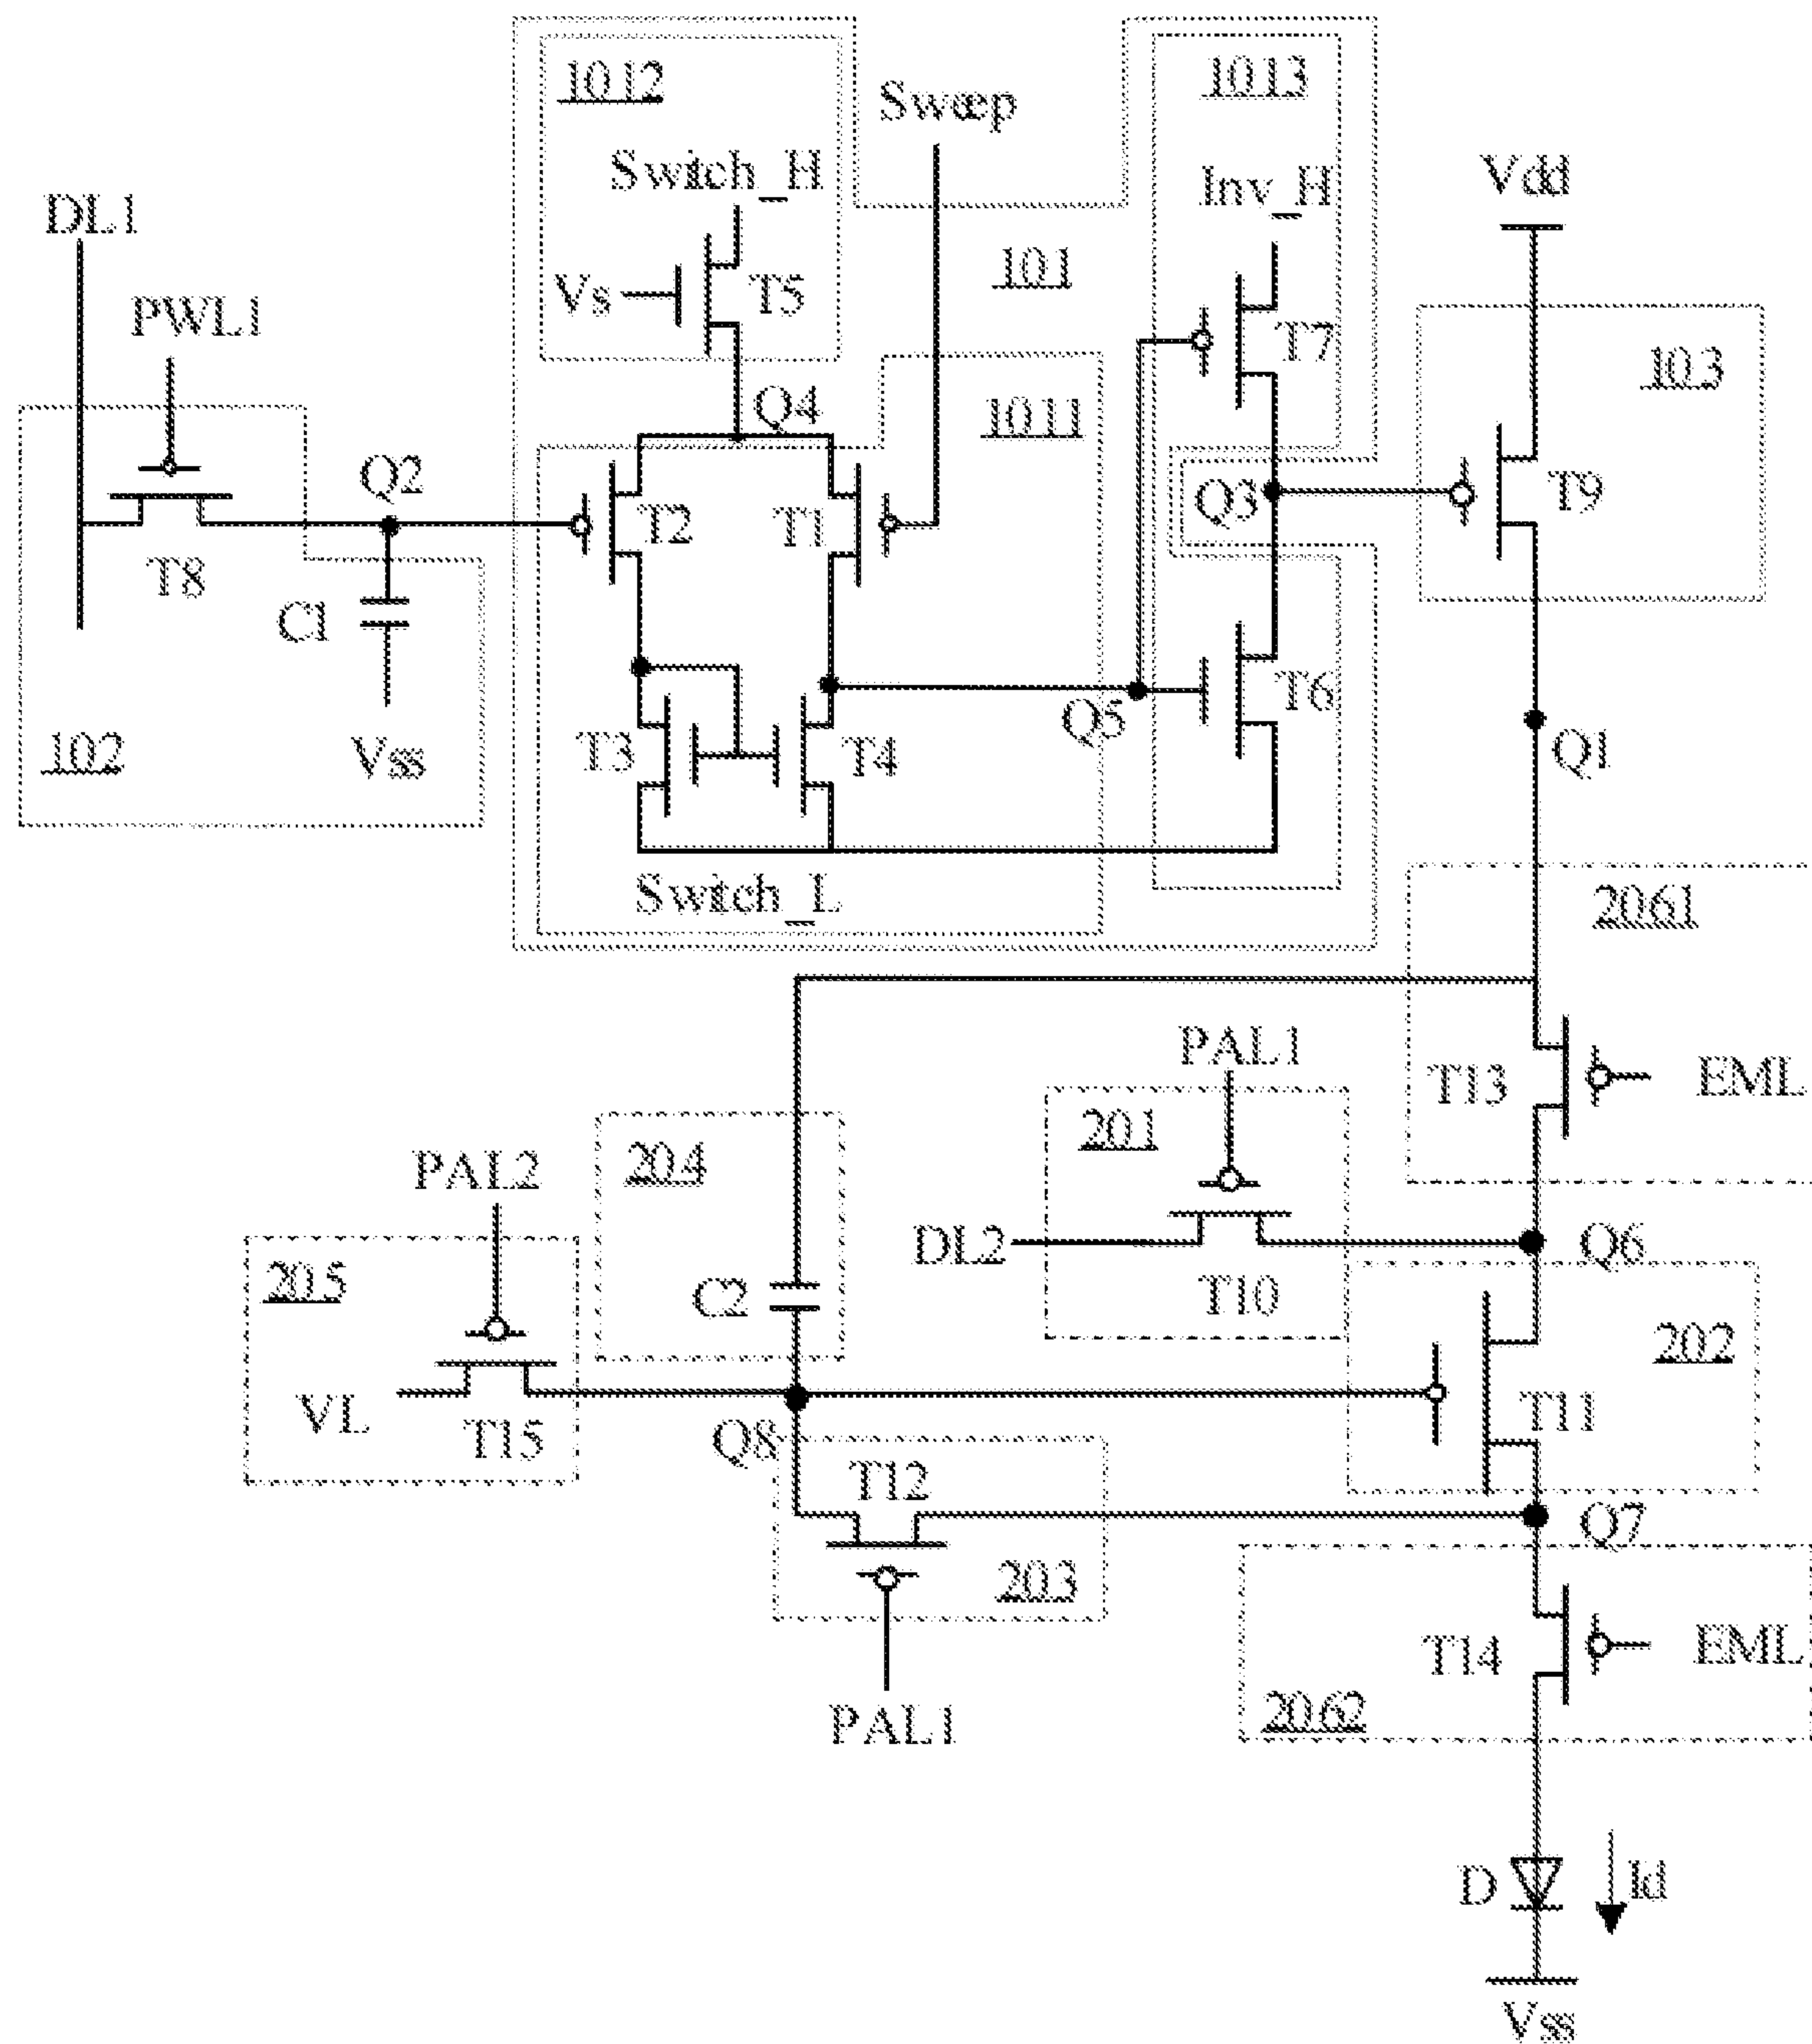 1012
1013
Sweep
Switch_H
Inv_H
Vdd
DL1
101
Vs
T5
PWL1
T7
103
Q4
1011
Q2
T2
T1
Q3
T9
T8
C1
T6
Q5
Q1
102
Vss
T3
T4
Switch_L
2061
PAL1
T13
EML
201
204
PAL2
DL2
Q6
205
C2
T10
202
VL
T15
Q8
T11
T12
Q7
203
T14
EML
PAL1
2062
D
Id
Vss